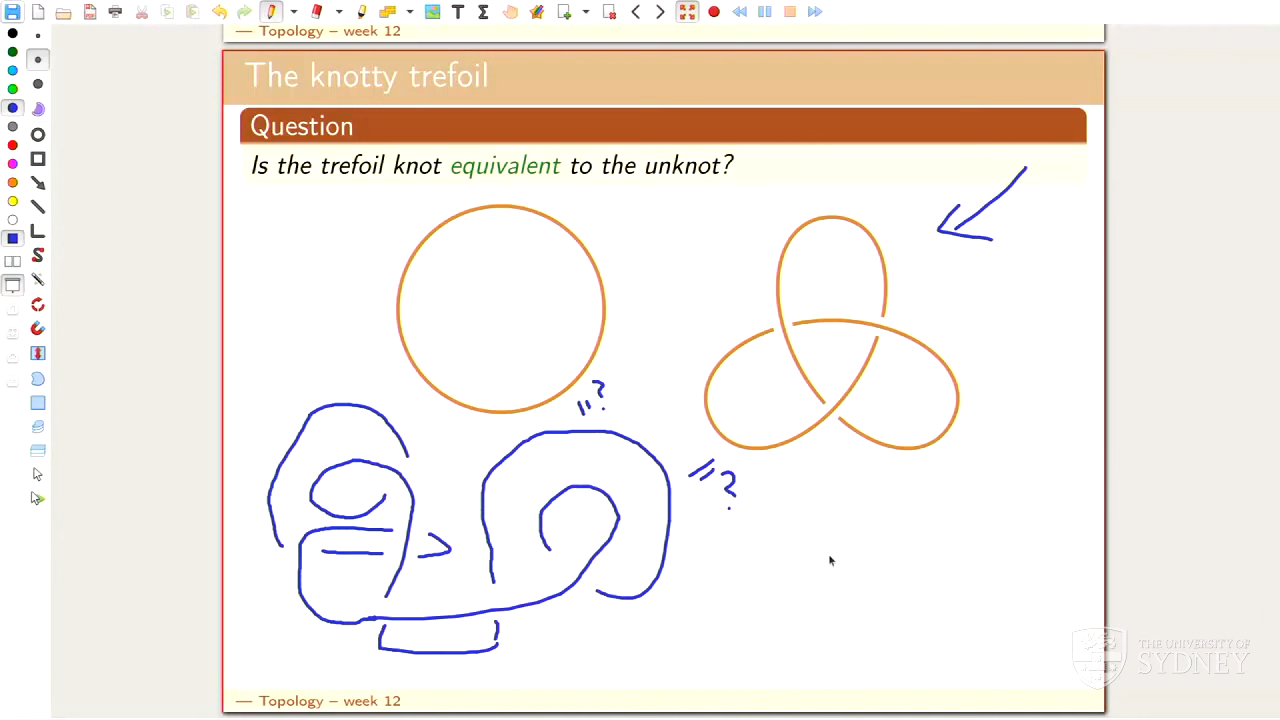 — Topology – week 12
The knotty trefoil
Question
Is the trefoil knot equivalent to the unknot?
=?
=?
— Topology – week 12
THE UNIVERSITY OF
SYDNEY